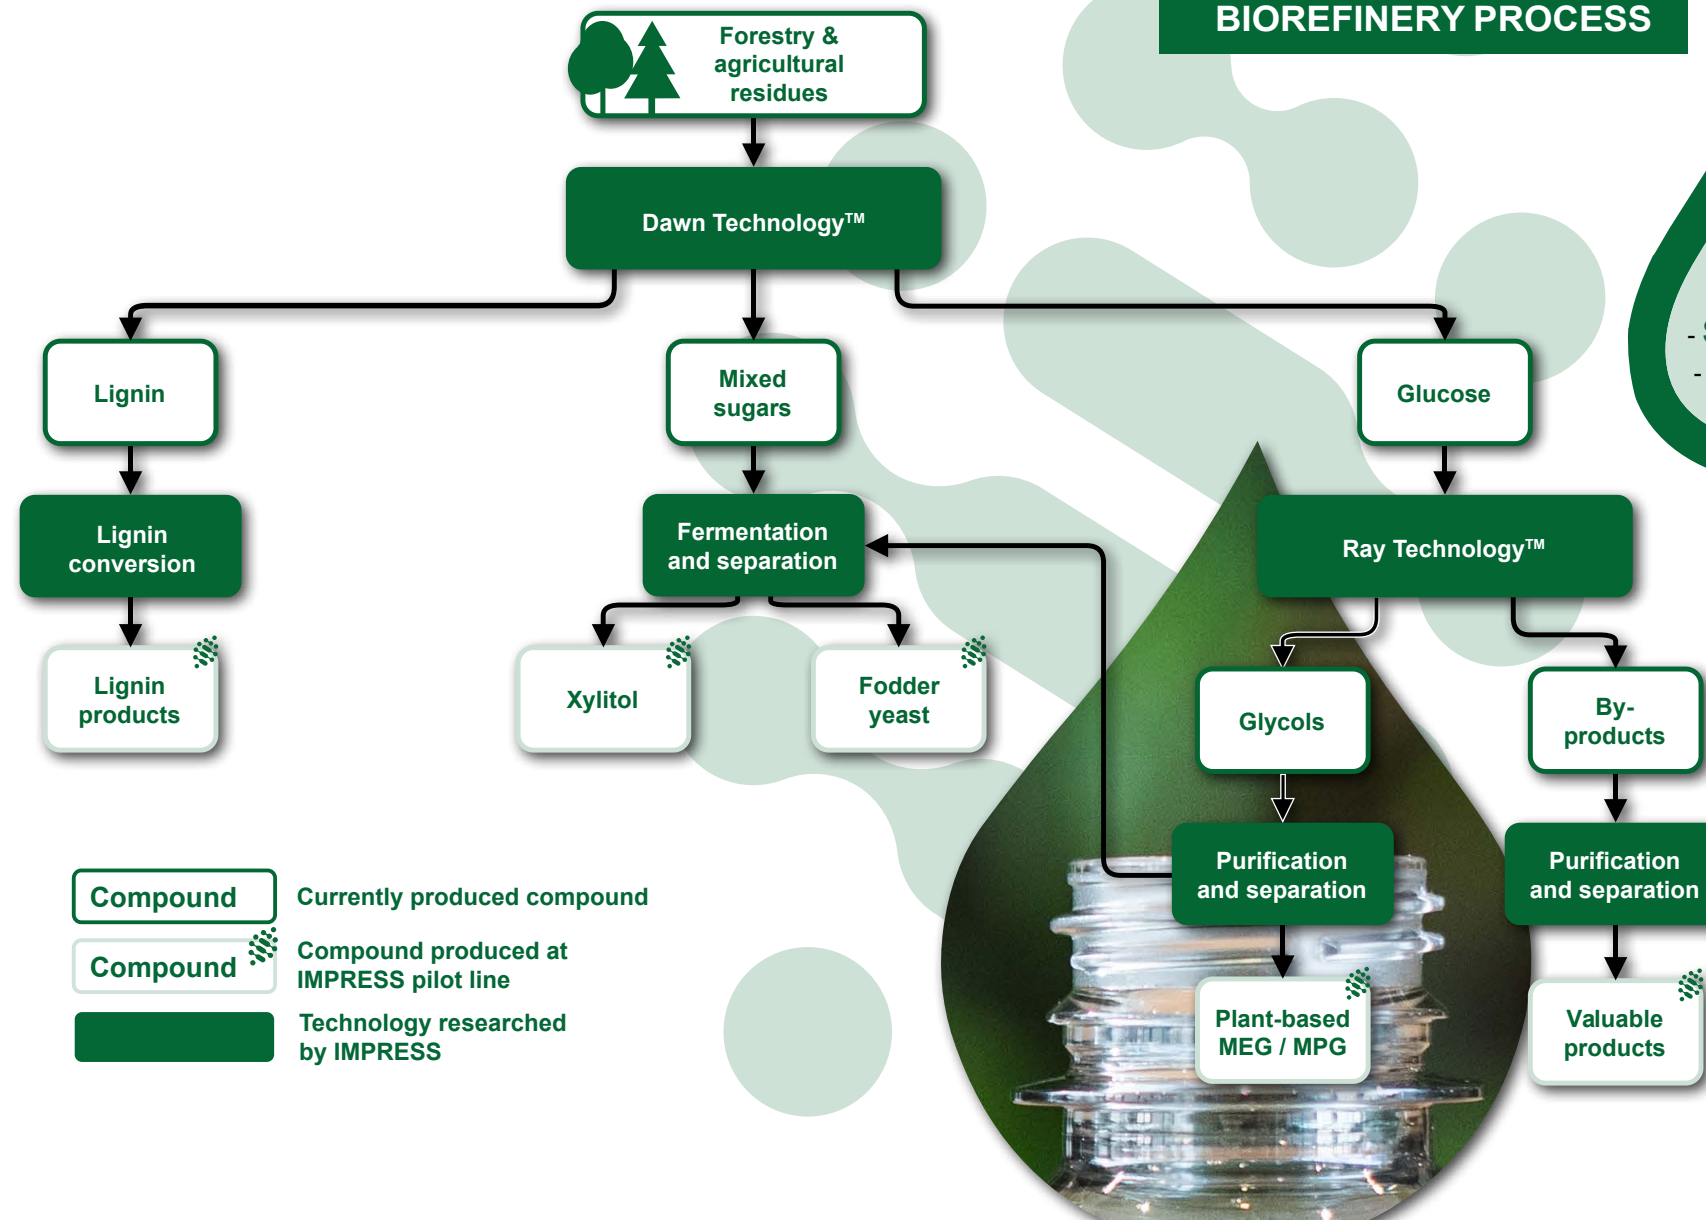 BIOREFINERY PROCESS
Forestry &
agricultural
residues
Dawn Technology™
Lignin
Mixed
sugars
Glucose
Lignin
conversion
Fermentation
and separation
Ray Technology™
Lignin
products
Xylitol
Fodder
yeast
Glycols
By-
products
Purification
and separation
Purification
and separation
Plant-based
MEG / MPG
Valuable
products
Compound
Currently produced compound
Compound
Compound produced at
IMPRESS pilot line
Technology researched
by IMPRESS